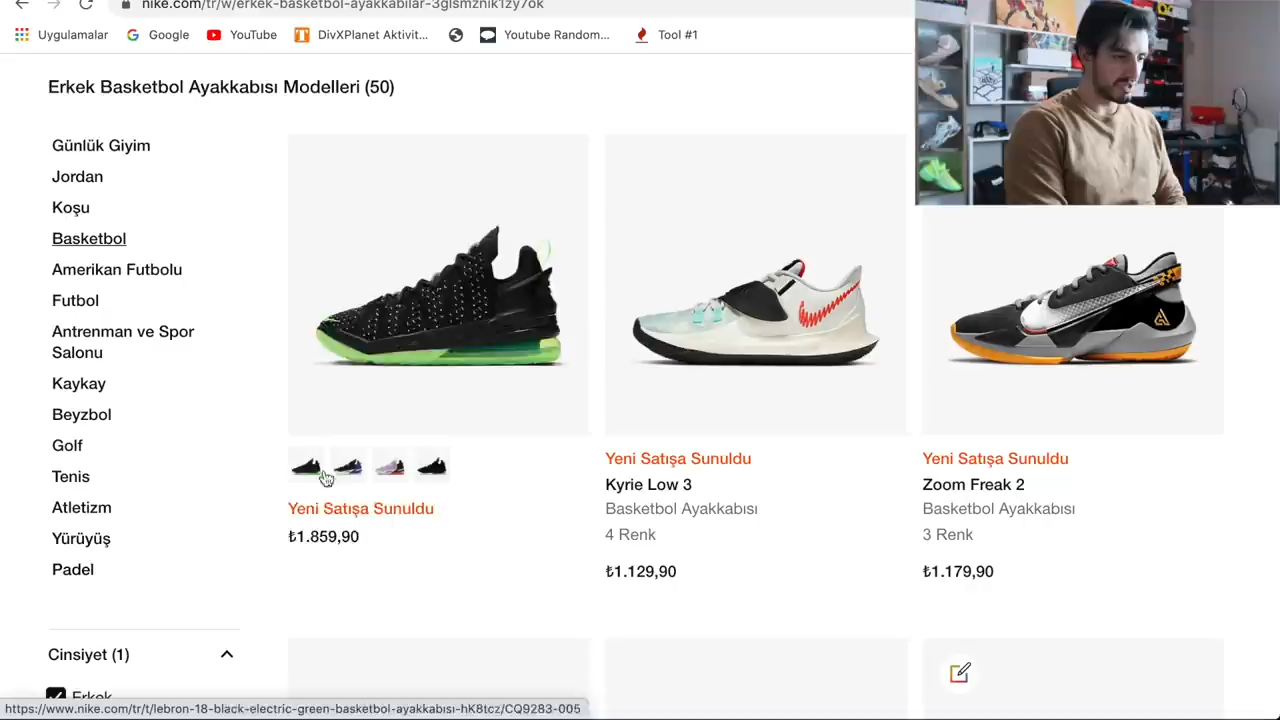 nike.com/tr/w/erkek-basketbol-ayakkabilar-3glsmznik1zy7ok
Uygulamalar
Google
YouTube
DivXPlanet Aktivit...
Youtube Random...
Tool #1
Erkek Basketbol Ayakkabısı Modelleri (50)
Günlük Giyim
Jordan
Koşu
Basketbol
Amerikan Futbolu
Futbol
Antrenman ve Spor
Salonu
Kaykay
Beyzbol
Golf
Tenis
Atletizm
Yürüyüş
Padel
Cinsiyet (1)
Erkek
Yeni Satışa Sunuldu
₺1.859,90
Yeni Satışa Sunuldu
Kyrie Low 3
Basketbol Ayakkabısı
4 Renk
₺1.129,90
Yeni Satışa Sunuldu
Zoom Freak 2
Basketbol Ayakkabısı
3 Renk
₺1.179,90
https://www.nike.com/tr/t/lebron-18-black-electric-green-basketbol-ayakkabısı-hK8tcz/CQ9283-005